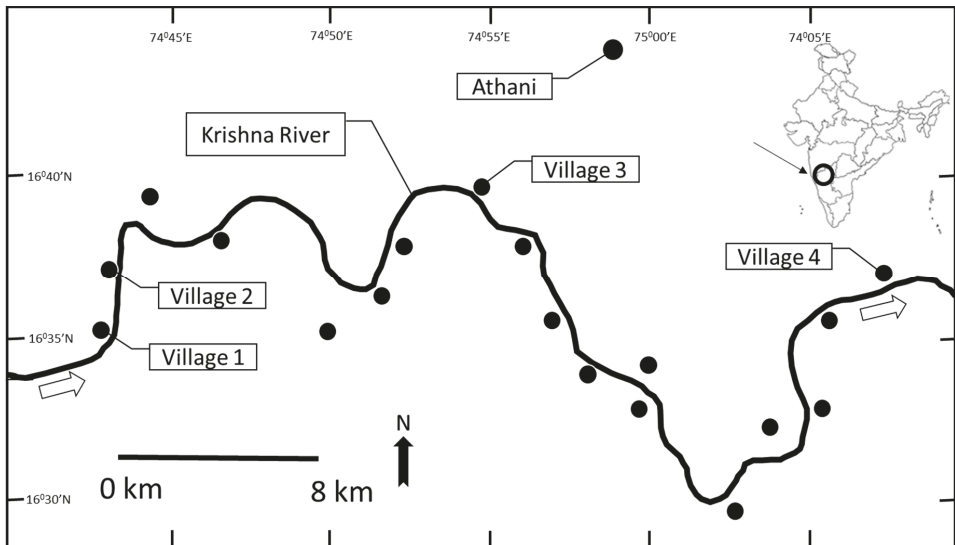 74⁰45’E
74⁰50’E
74⁰55’E
75⁰00’E
74⁰05’E
Athani
Krishna River
16⁰40’N
Village 3
Village 4
Village 2
16⁰35’N
Village 1
N
0 km
8 km
16⁰30’N